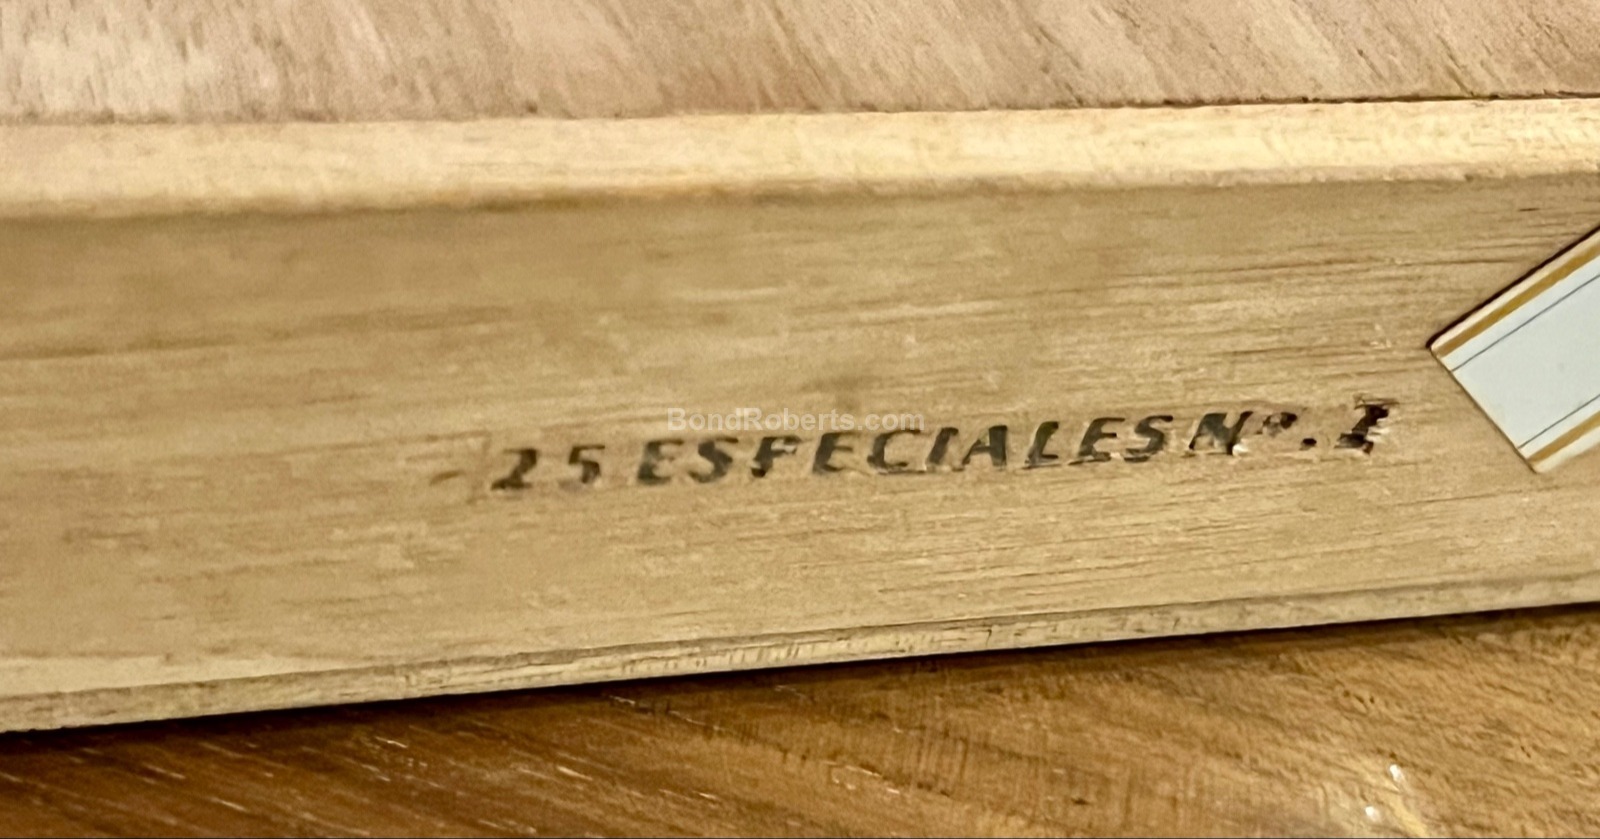 BondRoberts.com
25 ESPECIALES Nº. 1